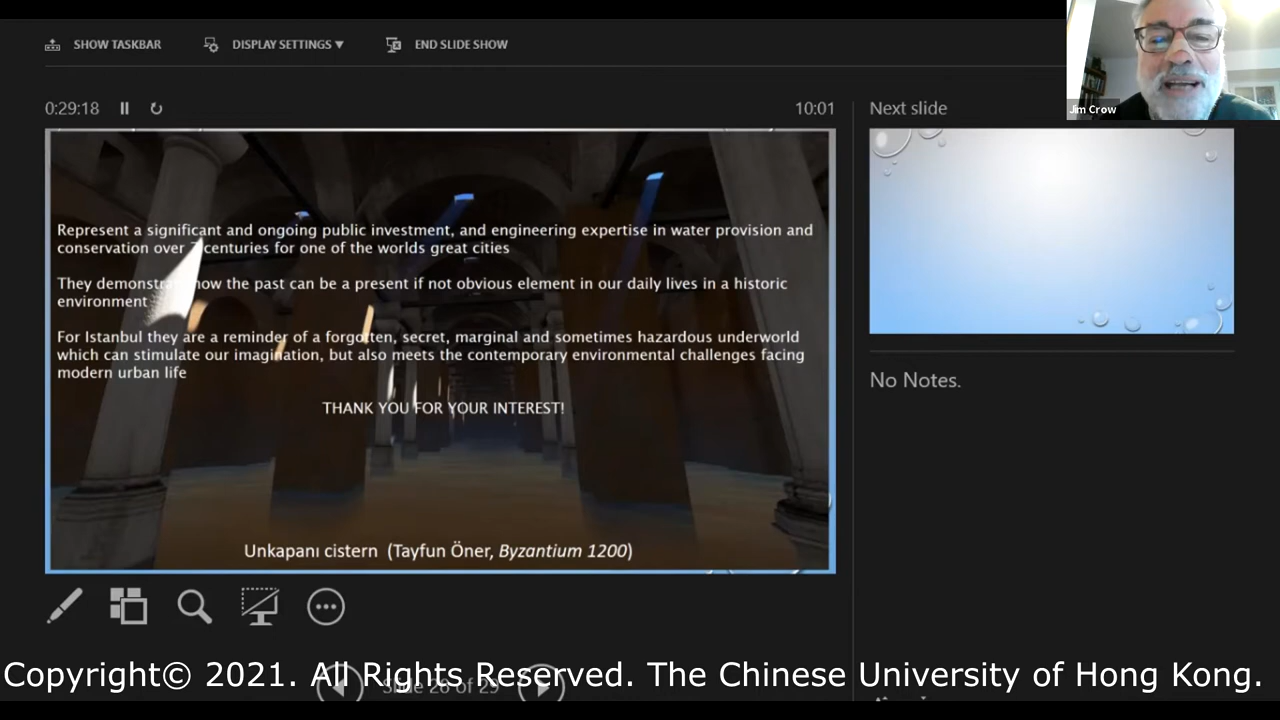 SHOW TASKBAR
DISPLAY SETTINGS ▼
END SLIDE SHOW
0:29:18
10:01
Next slide
Jim Crow
Represent a significant and ongoing public investment, and engineering expertise in water provision and
conservation over centuries for one of the worlds great cities
They how the past can be a present if not obvious element in our daily lives in a historic
environment
For Istanbul they are a reminder of a forgotten, secret, marginal and sometimes hazardous underworld
which can stimulate our imagination, but also meets the contemporary environmental challenges facing
modern urban life
THANK YOU FOR YOUR INTEREST!
Unkapanı cistern (Tayfun Öner, Byzantium 1200)
No Notes.
Copyright© 2021. All Rights Reserved. The Chinese University of Hong Kong.
Slide 28 of 29